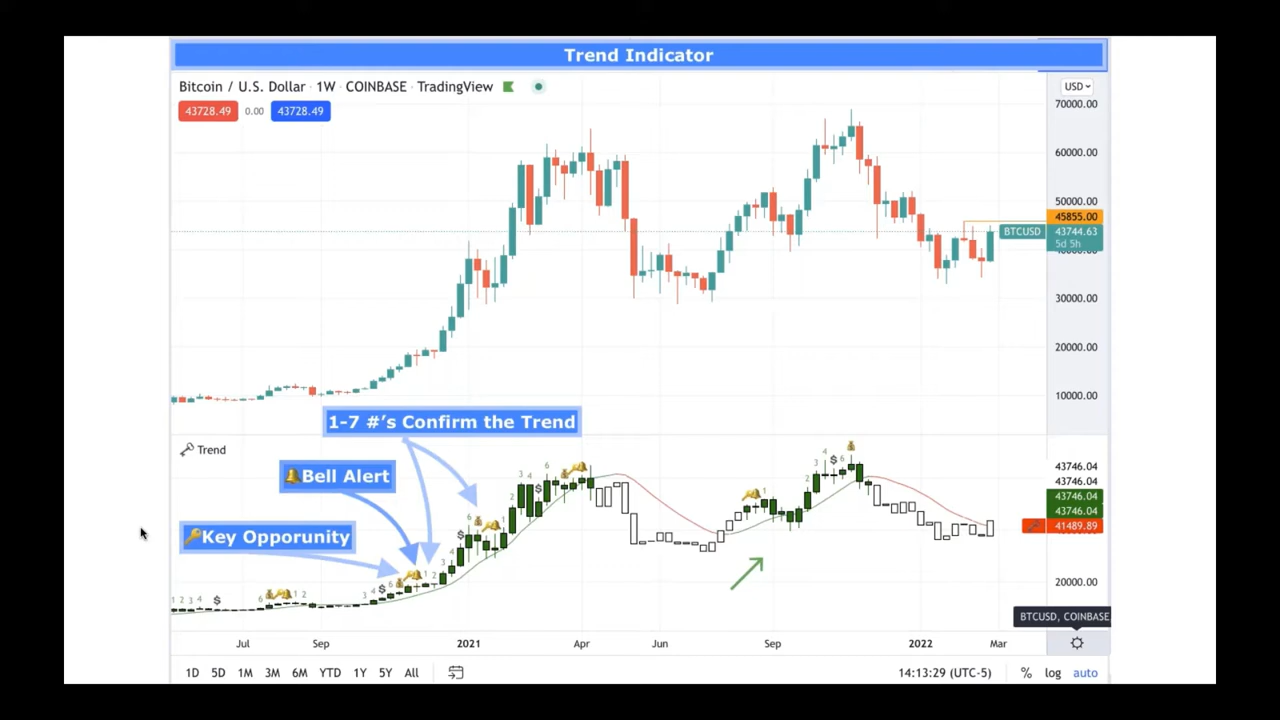 Trend Indicator
Bitcoin / U.S. Dollar · 1W · COINBASE · TradingView
USD
43728.49 0.00 43728.49
70000.00
60000.00
50000.00
45855.00
BTCUSD 43744.63
5d 5h
30000.00
20000.00
10000.00
1-7 #'s Confirm the Trend
Trend
Bell Alert
Key Opporunity
43746.04
43746.04
43746.04
43746.04
41489.89
20000.00
BTCUSD, COINBASE
Jul Sep 2021 Apr Jun Sep 2022 Mar
1D 5D 1M 3M 6M YTD 1Y 5Y All 14:13:29 (UTC-5) % log auto